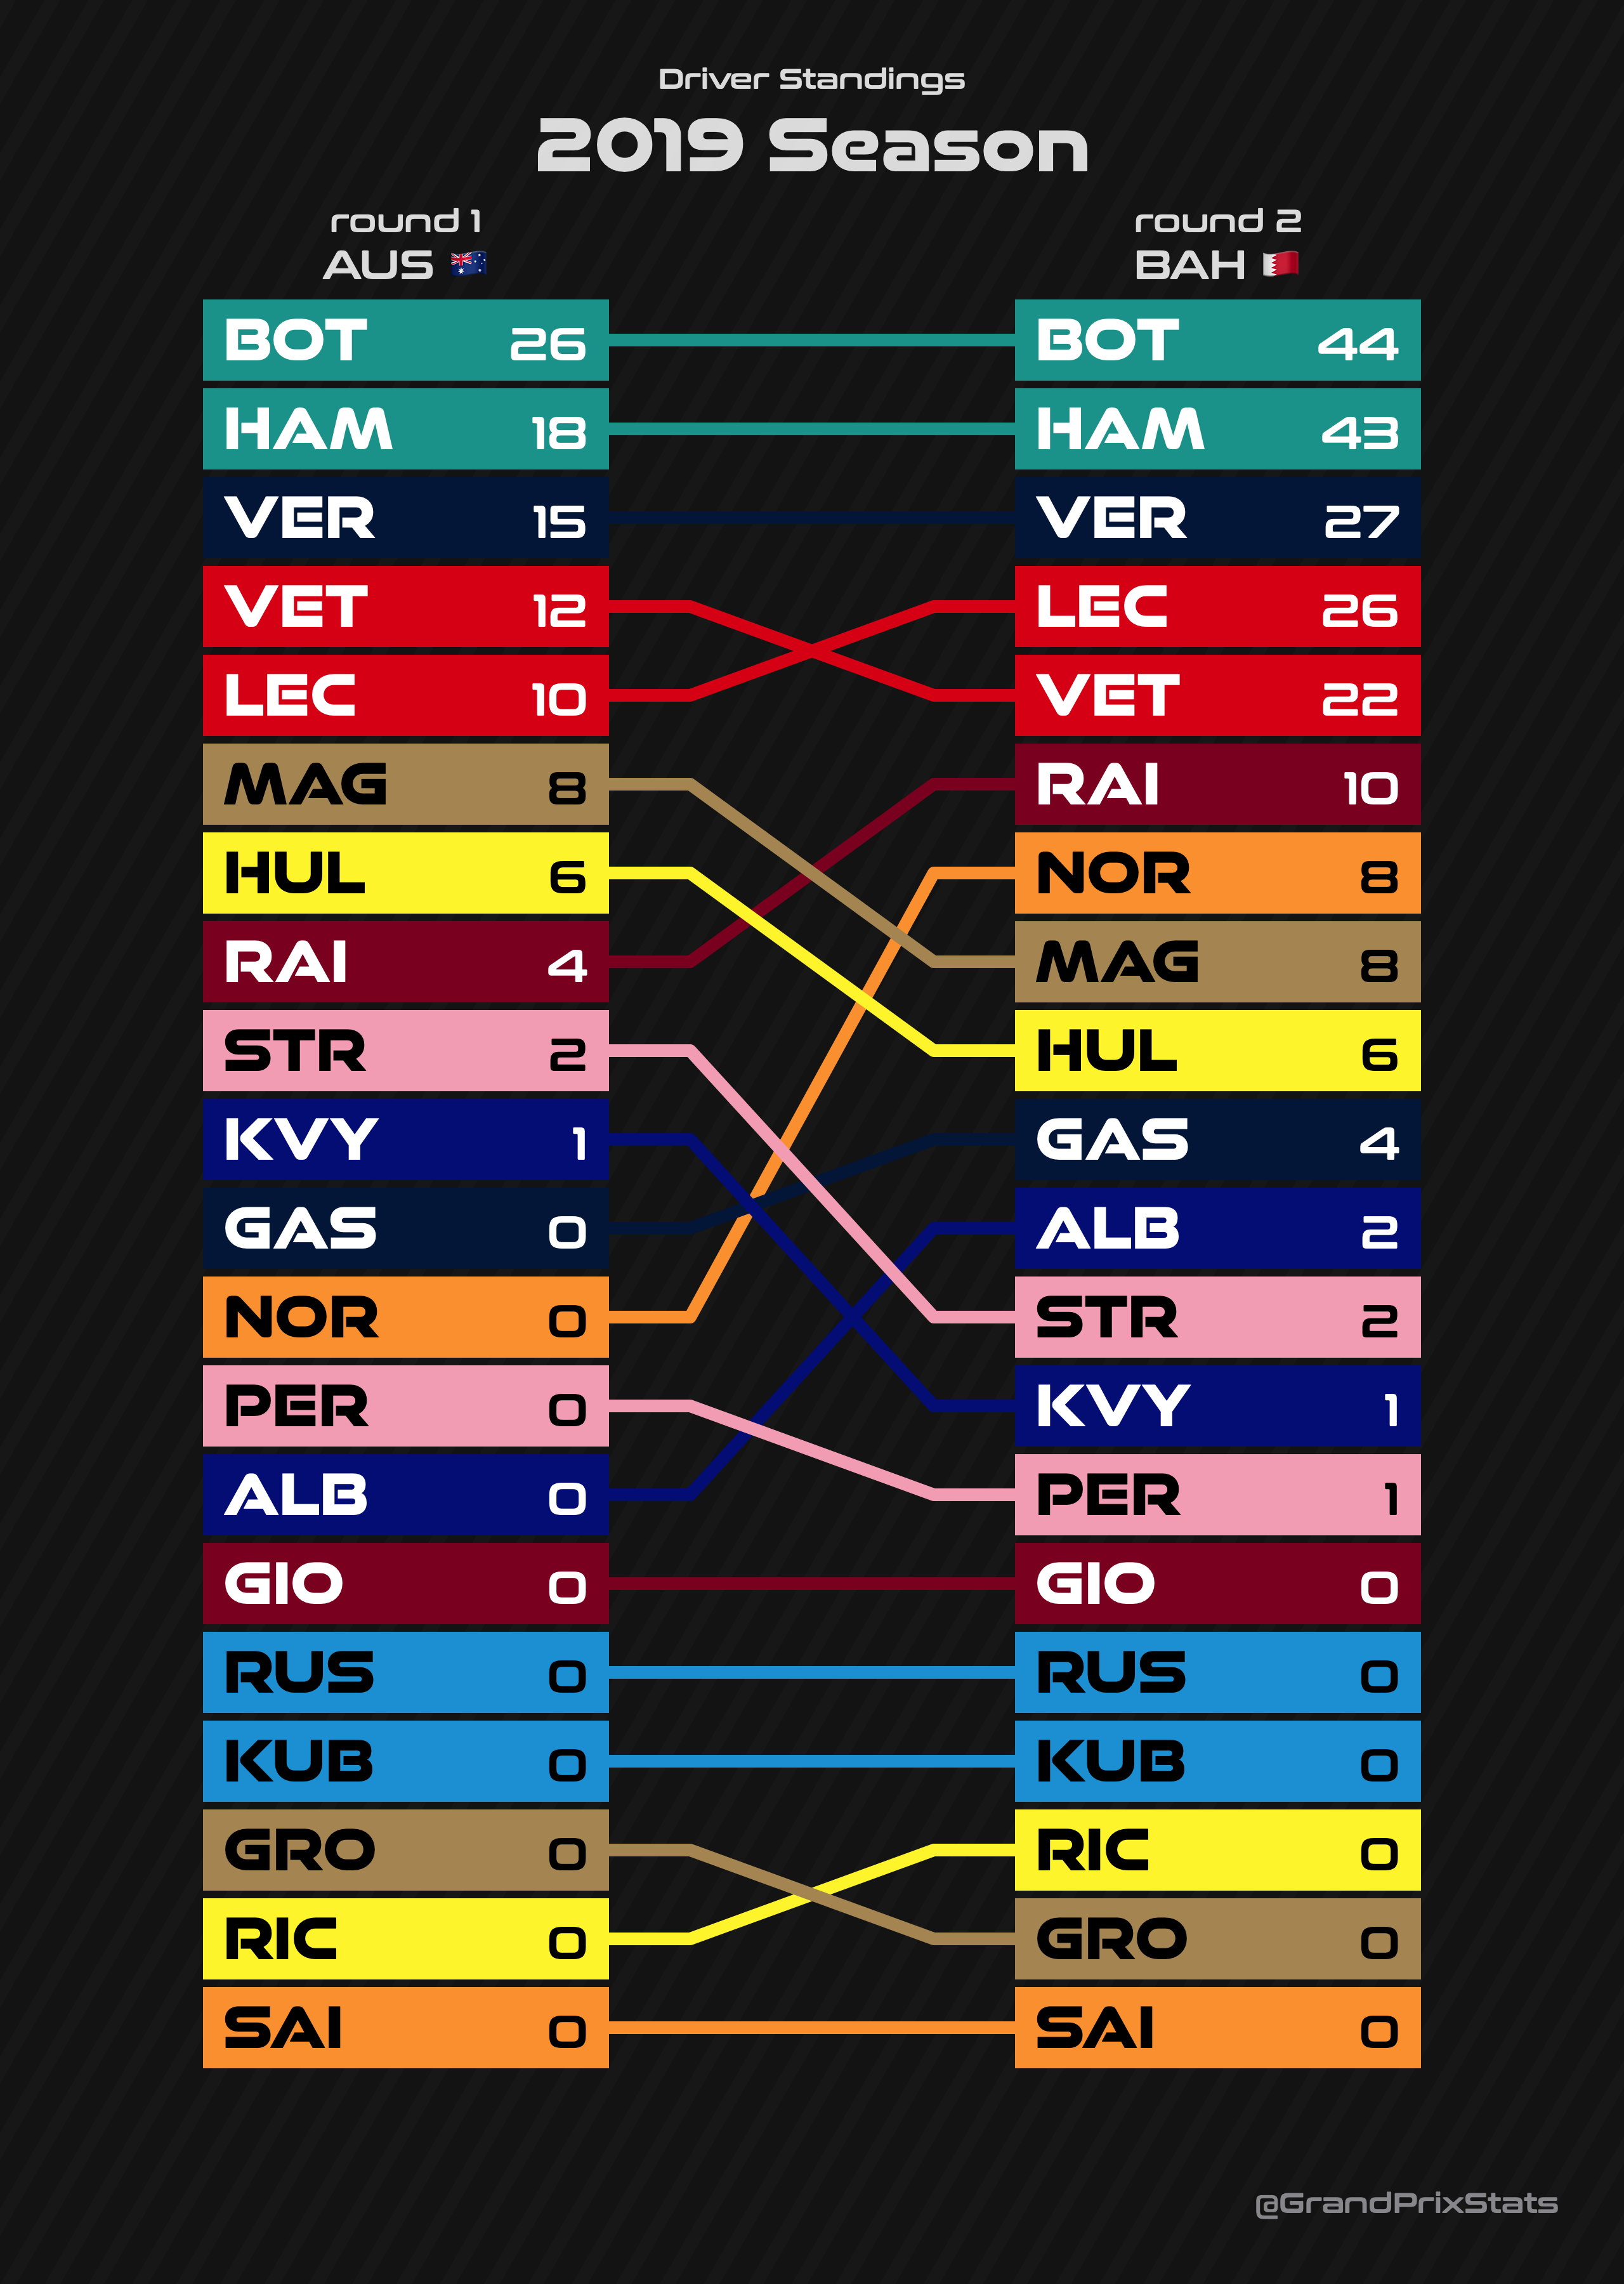 Driver Standings
2019 Season
round 1 round 2
AUS BAH
BOT 26 BOT 44
HAM 18 HAM 43
VER 15 VER 27
VET 12 LEC 26
LEC 10 VET 22
MAG 8 RAI 10
HUL 6 NOR 8
RAI 4 MAG 8
STR 2 HUL 6
KVY 1 GAS 4
GAS 0 ALB 2
NOR 0 STR 2
PER 0 KVY 1
ALB 0 PER 1
GIO 0 GIO 0
RUS 0 RUS 0
KUB 0 KUB 0
GRO 0 RIC 0
RIC 0 GRO 0
SAI 0 SAI 0
@GrandPrixStats